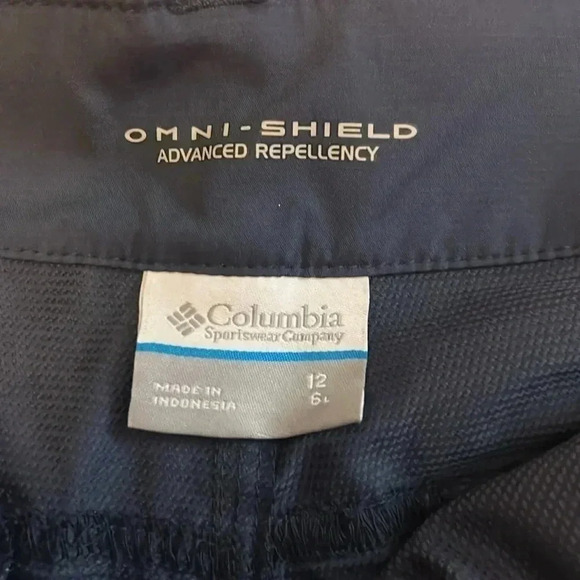 OMNI-SHIELD
ADVANCED REPELLENCY
Columbia
Sportswear Company
MADE IN
INDONESIA
12
6L